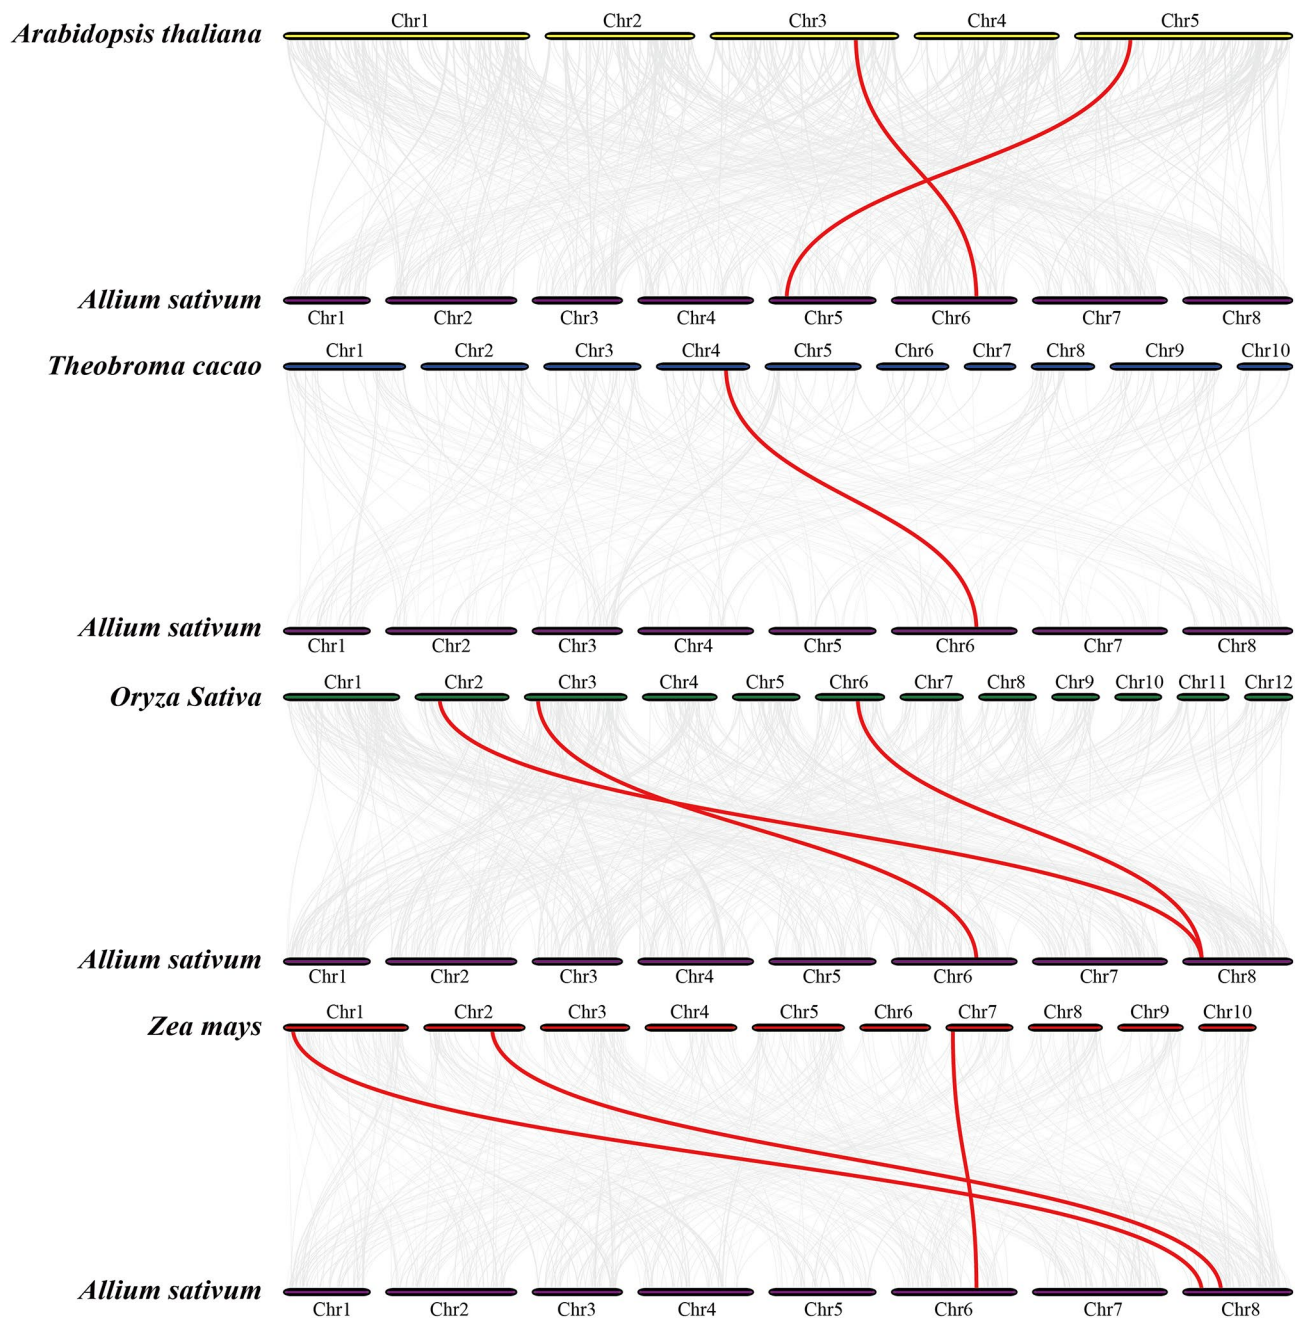 Chr1 Chr2 Chr3 Chr4 Chr5
Arabidopsis thaliana
Allium sativum
Chr1 Chr2 Chr3 Chr4 Chr5 Chr6 Chr7 Chr8
Chr1 Chr2 Chr3 Chr4 Chr5 Chr6 Chr7 Chr8 Chr9 Chr10
Theobroma cacao
Allium sativum
Chr1 Chr2 Chr3 Chr4 Chr5 Chr6 Chr7 Chr8
Chr1 Chr2 Chr3 Chr4 Chr5 Chr6 Chr7 Chr8 Chr9 Chr10 Chr11 Chr12
Oryza Sativa
Allium sativum
Chr1 Chr2 Chr3 Chr4 Chr5 Chr6 Chr7 Chr8
Chr1 Chr2 Chr3 Chr4 Chr5 Chr6 Chr7 Chr8 Chr9 Chr10
Zea mays
Allium sativum
Chr1 Chr2 Chr3 Chr4 Chr5 Chr6 Chr7 Chr8